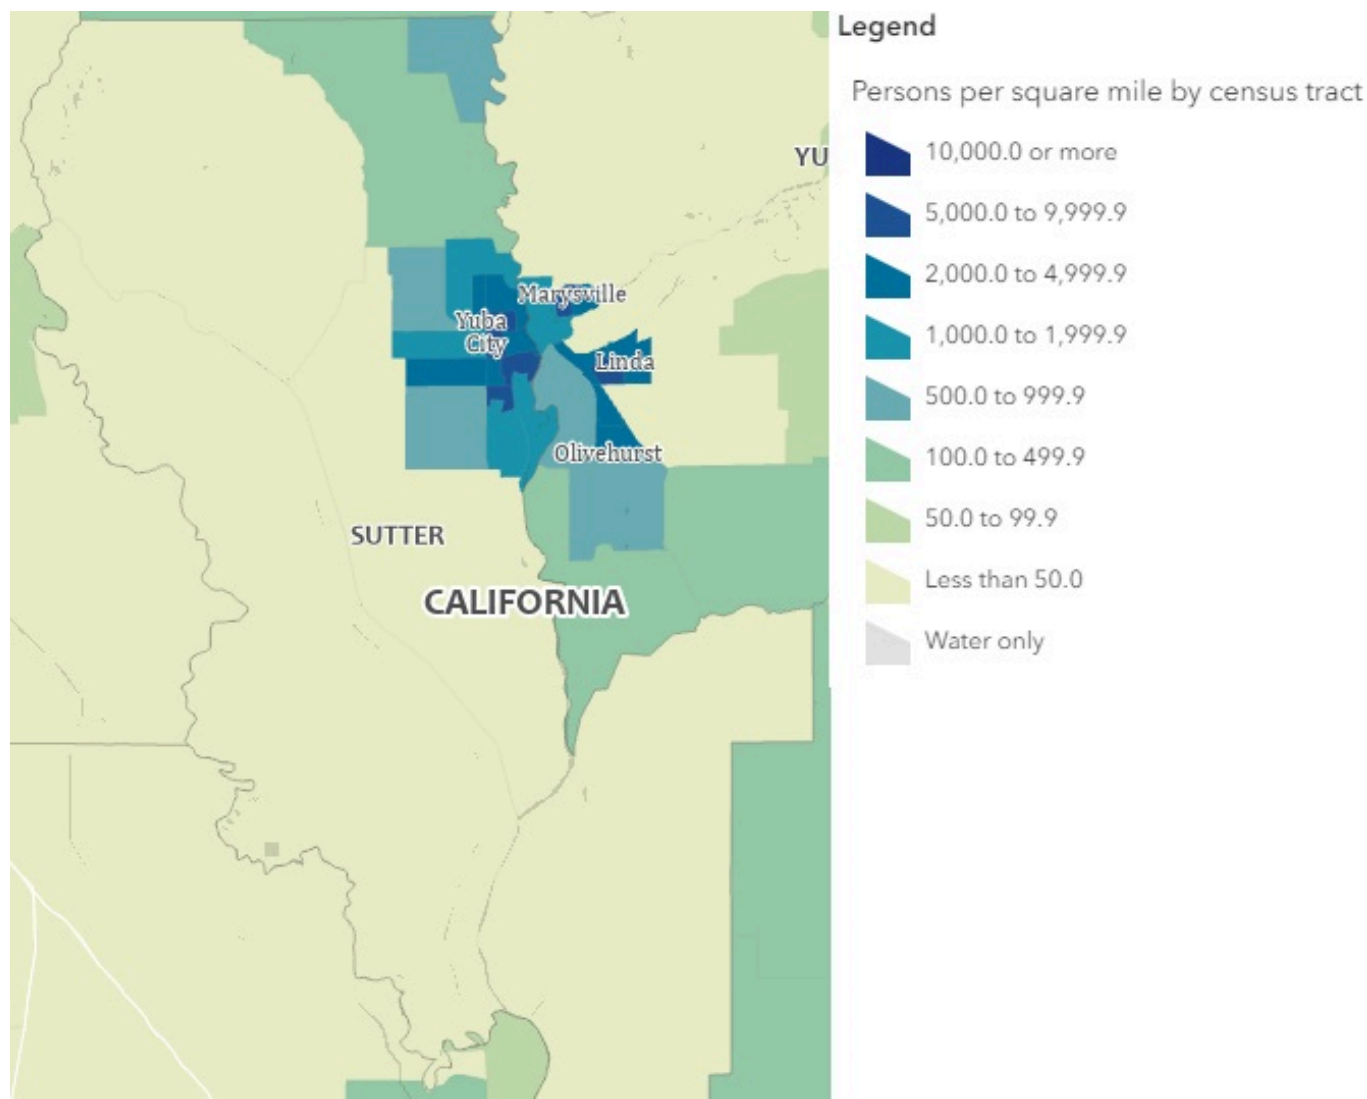 Legend
Persons per square mile by census tract
10,000.0 or more
5,000.0 to 9,999.9
2,000.0 to 4,999.9
1,000.0 to 1,999.9
500.0 to 999.9
100.0 to 499.9
50.0 to 99.9
Less than 50.0
Water only
YU
Marysville
Yuba
City
Linda
Olivehurst
SUTTER
CALIFORNIA